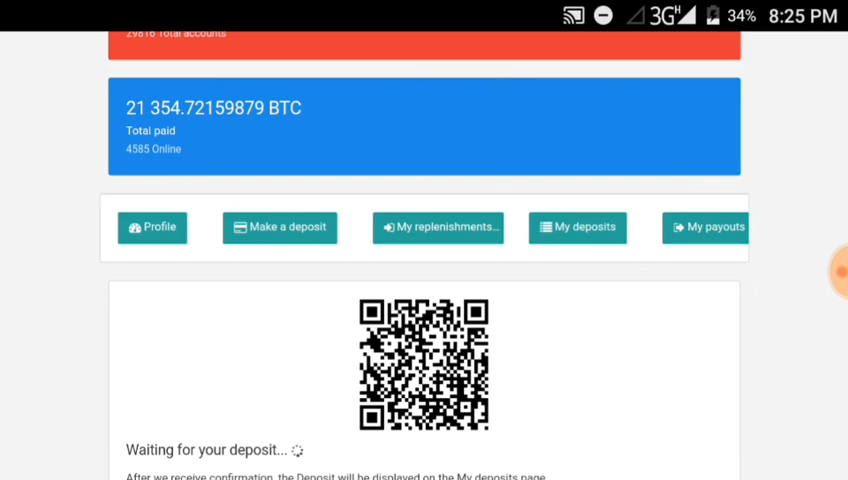 3G H 34% 8:25 PM
29816 Total accounts
21 354.72159879 BTC
Total paid
4585 Online
Profile Make a deposit My replenishments... My deposits My payouts
Waiting for your deposit...
After we receive confirmation, the Deposit will be displayed on the My deposits page